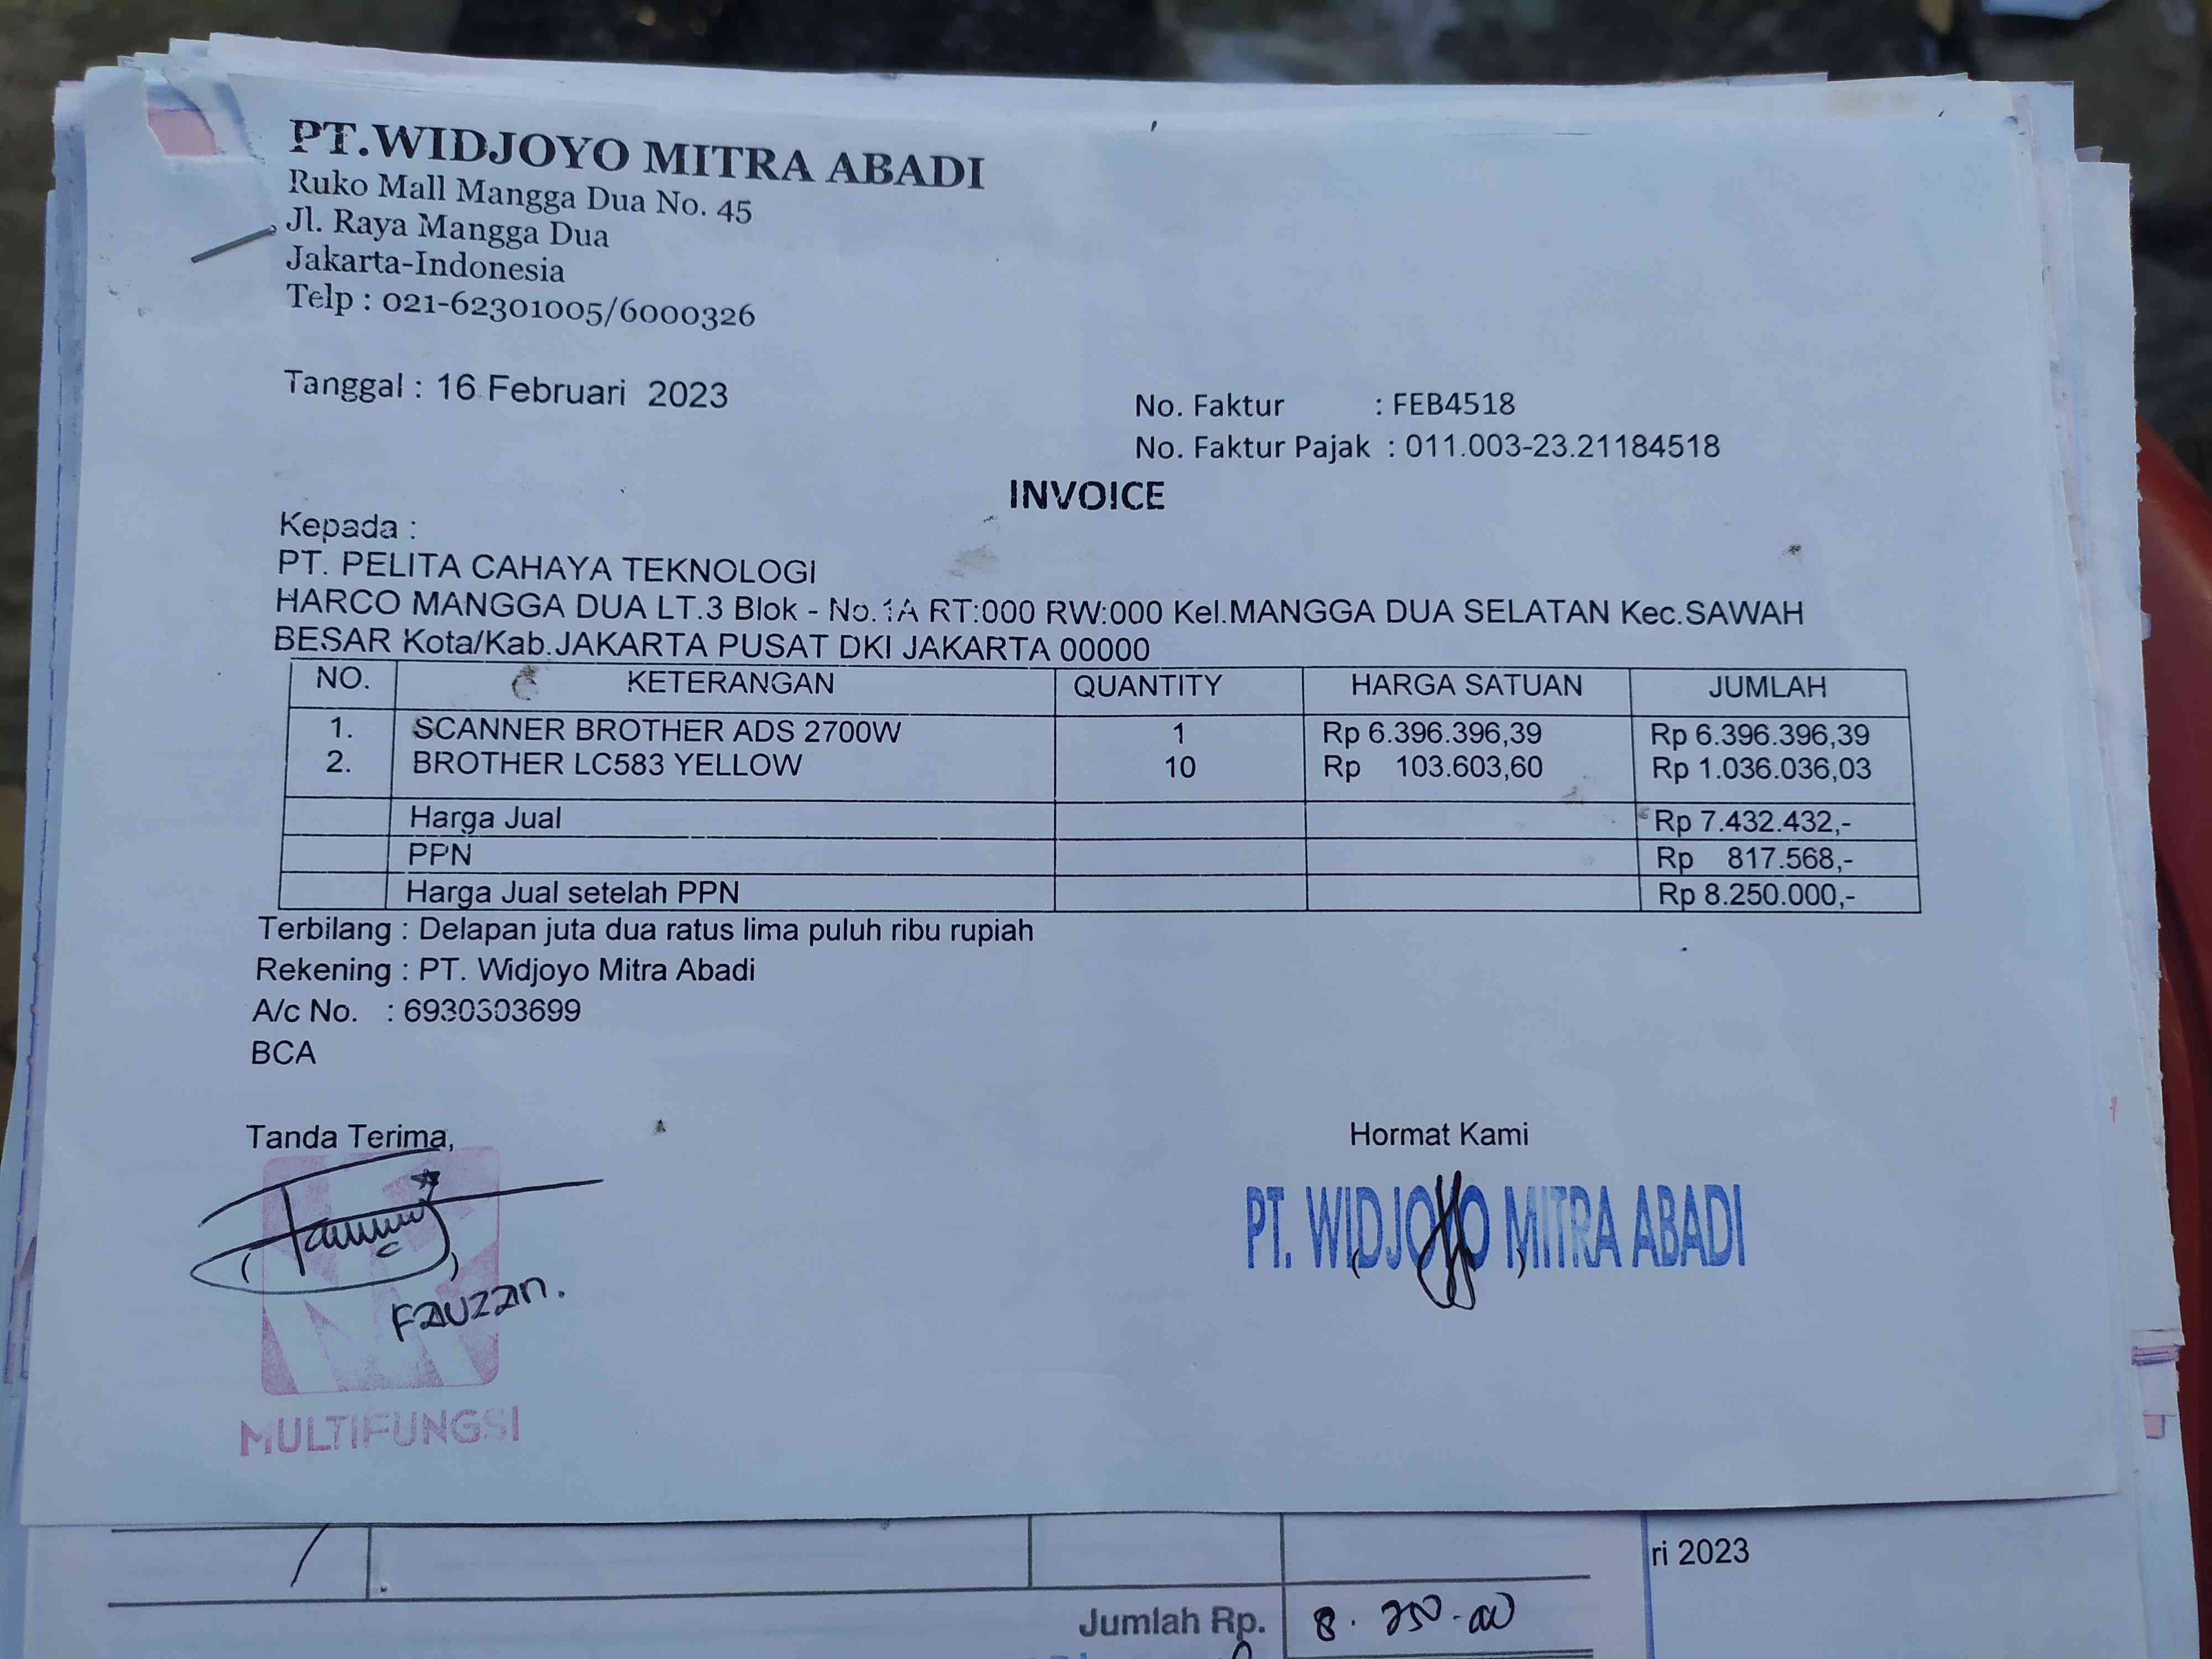 PT.WIDJOYO MITRA ABADI
Ruko Mall Mangga Dua No. 45
Jl. Raya Mangga Dua
Jakarta-Indonesia
Telp : 021-62301005/6000326
Tanggal : 16 Februari 2023
No. Faktur : FEB4518
No. Faktur Pajak : 011.003-23.21184518
INVOICE
Kepada :
PT. PELITA CAHAYA TEKNOLOGI
HARCO MANGGA DUA LT.3 Blok - No.1A RT:000 RW:000 Kel.MANGGA DUA SELATAN Kec.SAWAH
BESAR Kota/Kab.JAKARTA PUSAT DKI JAKARTA 00000
NO. KETERANGAN QUANTITY HARGA SATUAN JUMLAH
1. SCANNER BROTHER ADS 2700W 1 Rp 6.396.396,39 Rp 6.396.396,39
2. BROTHER LC583 YELLOW 10 Rp 103.603,60 Rp 1.036.036,03
Harga Jual Rp 7.432.432,-
PPN Rp 817.568,-
Harga Jual setelah PPN Rp 8.250.000,-
Terbilang : Delapan juta dua ratus lima puluh ribu rupiah
Rekening : PT. Widjoyo Mitra Abadi
A/c No. : 6930303699
BCA
Tanda Terima, Hormat Kami
PT. WIDJOYO MITRA ABADI
FAUZAN.
MULTIFUNGSI
ri 2023
Jumlah Rp. 8.250.00